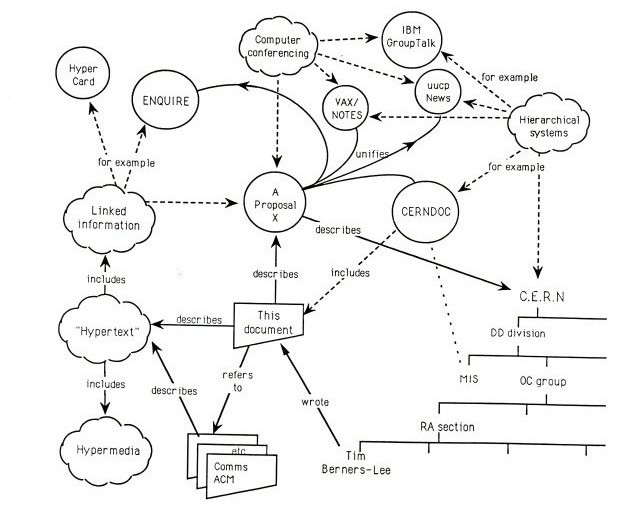 IBM
GroupTalk
Computer
conferencing
Hyper
Card
ENQUIRE
VAX/
NOTES
uucp
News
for example
Hierarchical
systems
unifies
for example
for example
Linked
information
A
Proposal
X
CERNDOC
describes
includes
describes
includes
C.E.R.N
This
document
"Hypertext"
describes
DD division
includes
refers
to
describes
MIS
OC group
wrote
RA section
Hypermedia
etc
Comms
ACM
Tim
Berners-Lee